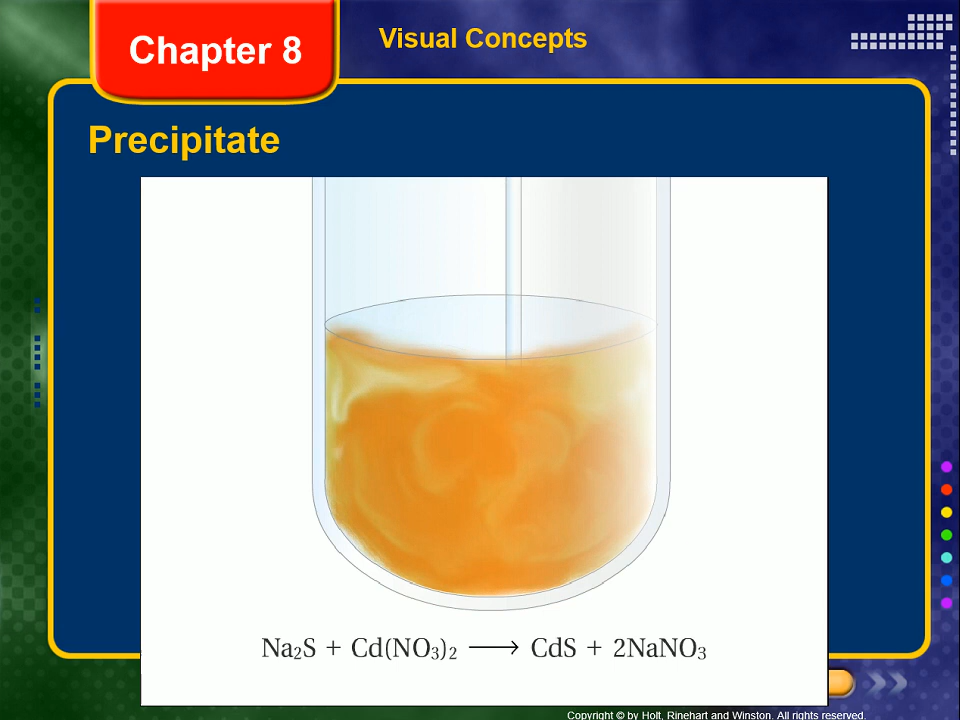 Chapter 8
Visual Concepts
Precipitate
Na₂S + Cd(NO₃)₂ ⟶ CdS + 2NaNO₃
Copyright © by Holt, Rinehart and Winston. All rights reserved.